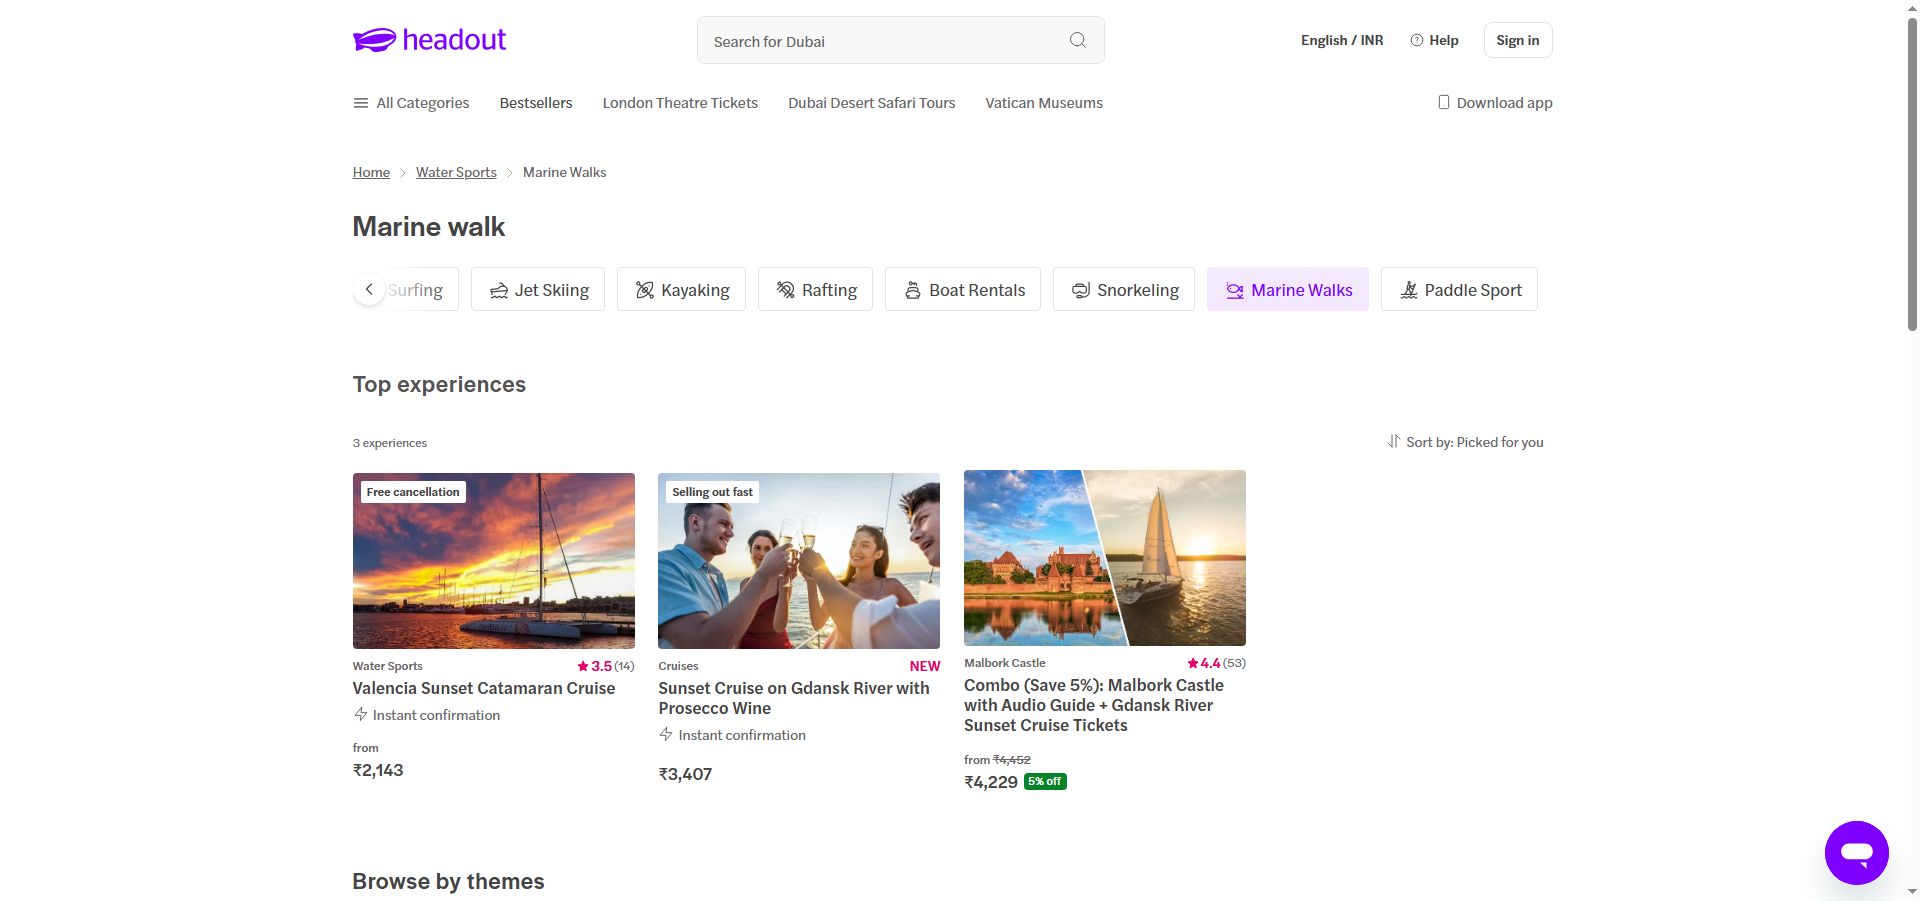 headout
Search for Dubai
English / INR
Help
Sign in
All Categories
Bestsellers
London Theatre Tickets
Dubai Desert Safari Tours
Vatican Museums
Download app
Home
Water Sports
Marine Walks
Marine walk
Surfing
Jet Skiing
Kayaking
Rafting
Boat Rentals
Snorkeling
Marine Walks
Paddle Sport
Top experiences
3 experiences
Sort by: Picked for you
Free cancellation
Water Sports
3.5 (14)
Valencia Sunset Catamaran Cruise
Instant confirmation
from
₹2,143
Selling out fast
Cruises
NEW
Sunset Cruise on Gdansk River with
Prosecco Wine
Instant confirmation
₹3,407
Malbork Castle
4.4 (53)
Combo (Save 5%): Malbork Castle
with Audio Guide + Gdansk River
Sunset Cruise Tickets
from ₹4,452
₹4,229 5% off
Browse by themes